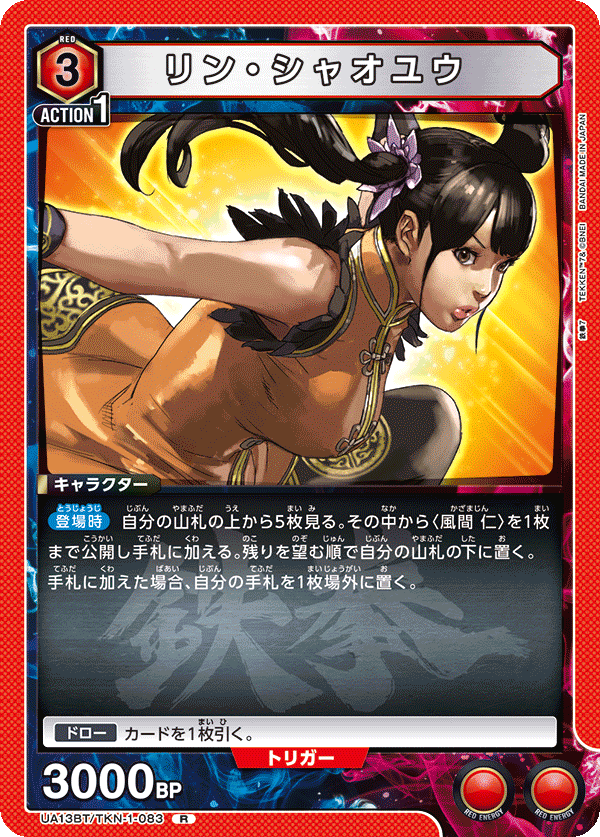 RED
3
リン・シャオユウ
ACTION 1
鉄拳7 TEKKEN™7& ©BNEI BANDAI MADE IN JAPAN
キャラクター
登場時 自分の山札の上から5枚見る。その中から〈風間 仁〉を1枚
まで公開し手札に加える。残りを望む順で自分の山札の下に置く。
手札に加えた場合、自分の手札を1枚場外に置く。
鉄拳
ドロー カードを1枚引く。
トリガー
3000BP
RED ENERGY
RED ENERGY
UA13BT/TKN-1-083 R